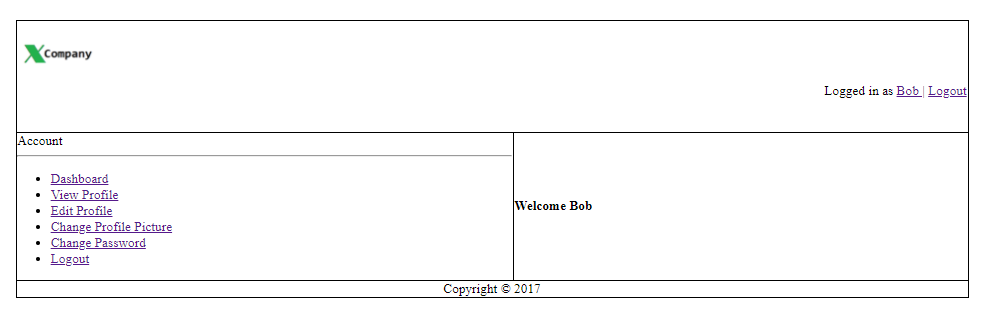 XCompany
Logged in as Bob | Logout
Account
Dashboard
View Profile
Edit Profile
Change Profile Picture
Change Password
Logout
Welcome Bob
Copyright © 2017